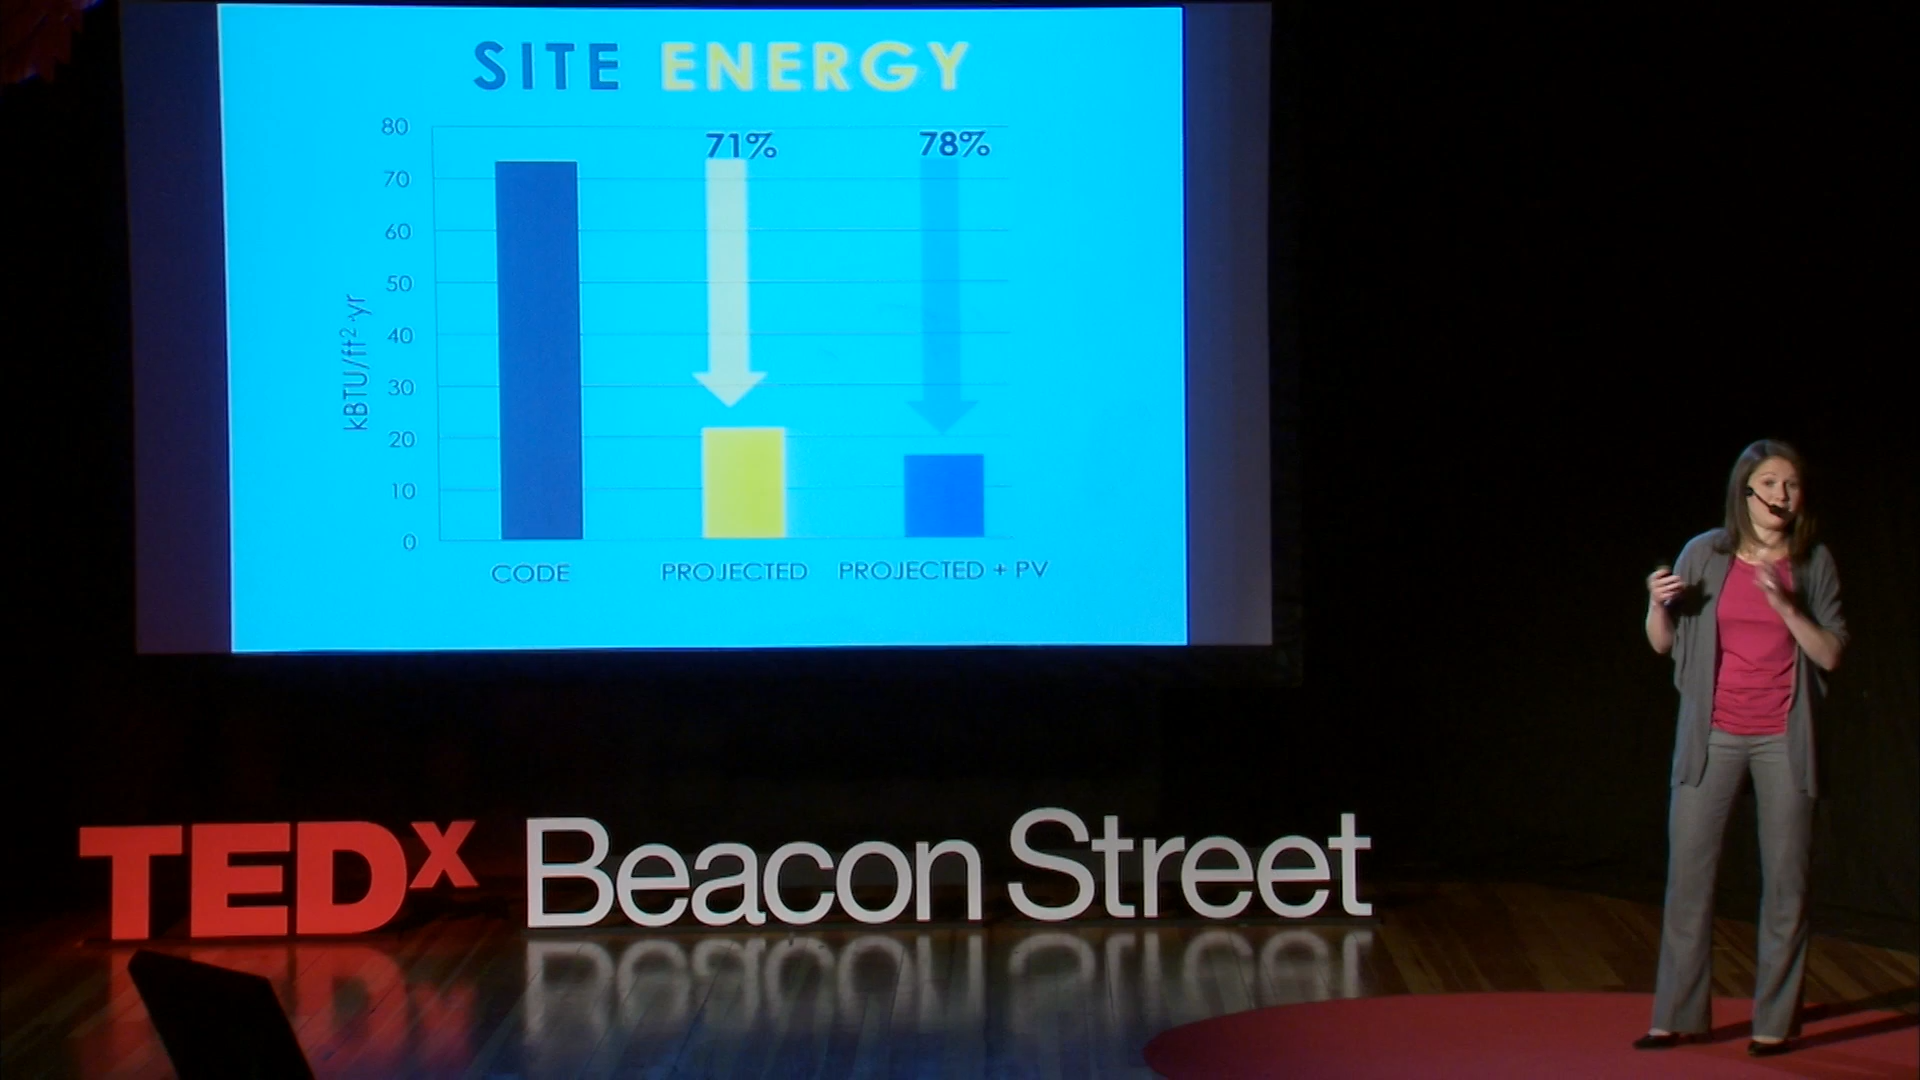 SITE ENERGY
80
71%
78%
70
60
50
40
30
20
10
0
kBTU/ft²·yr
CODE
PROJECTED
PROJECTED + PV
TEDx Beacon Street